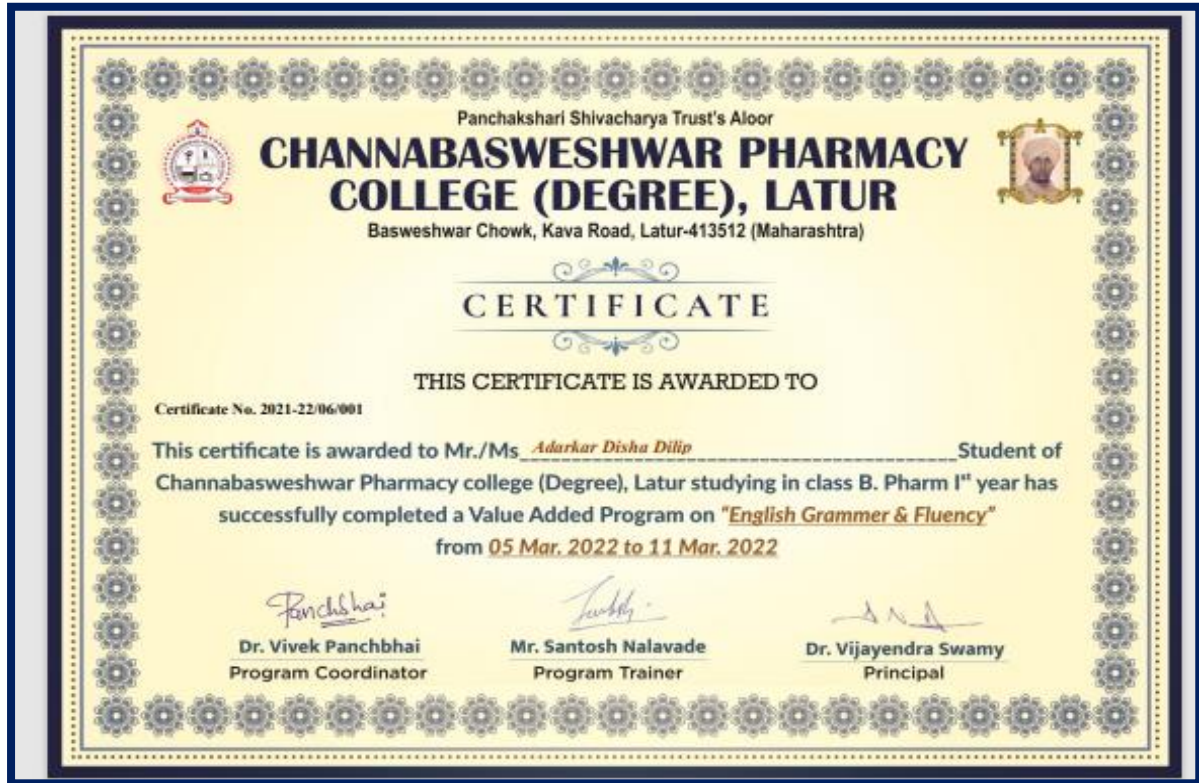 Panchakshari Shivacharya Trust's Aloor
CHANNABASWESHWAR PHARMACY
COLLEGE (DEGREE), LATUR
Basweshwar Chowk, Kava Road, Latur-413512 (Maharashtra)
CERTIFICATE
THIS CERTIFICATE IS AWARDED TO
Certificate No. 2021-22/06/001
This certificate is awarded to Mr./Ms_Adarkar Disha Dilip_Student of
Channabasweshwar Pharmacy college (Degree), Latur studying in class B. Pharm Ist year has
successfully completed a Value Added Program on "English Grammer & Fluency"
from 05 Mar. 2022 to 11 Mar. 2022
Panchbhai
Dr. Vivek Panchbhai Mr. Santosh Nalavade Dr. Vijayendra Swamy
Program Coordinator Program Trainer Principal